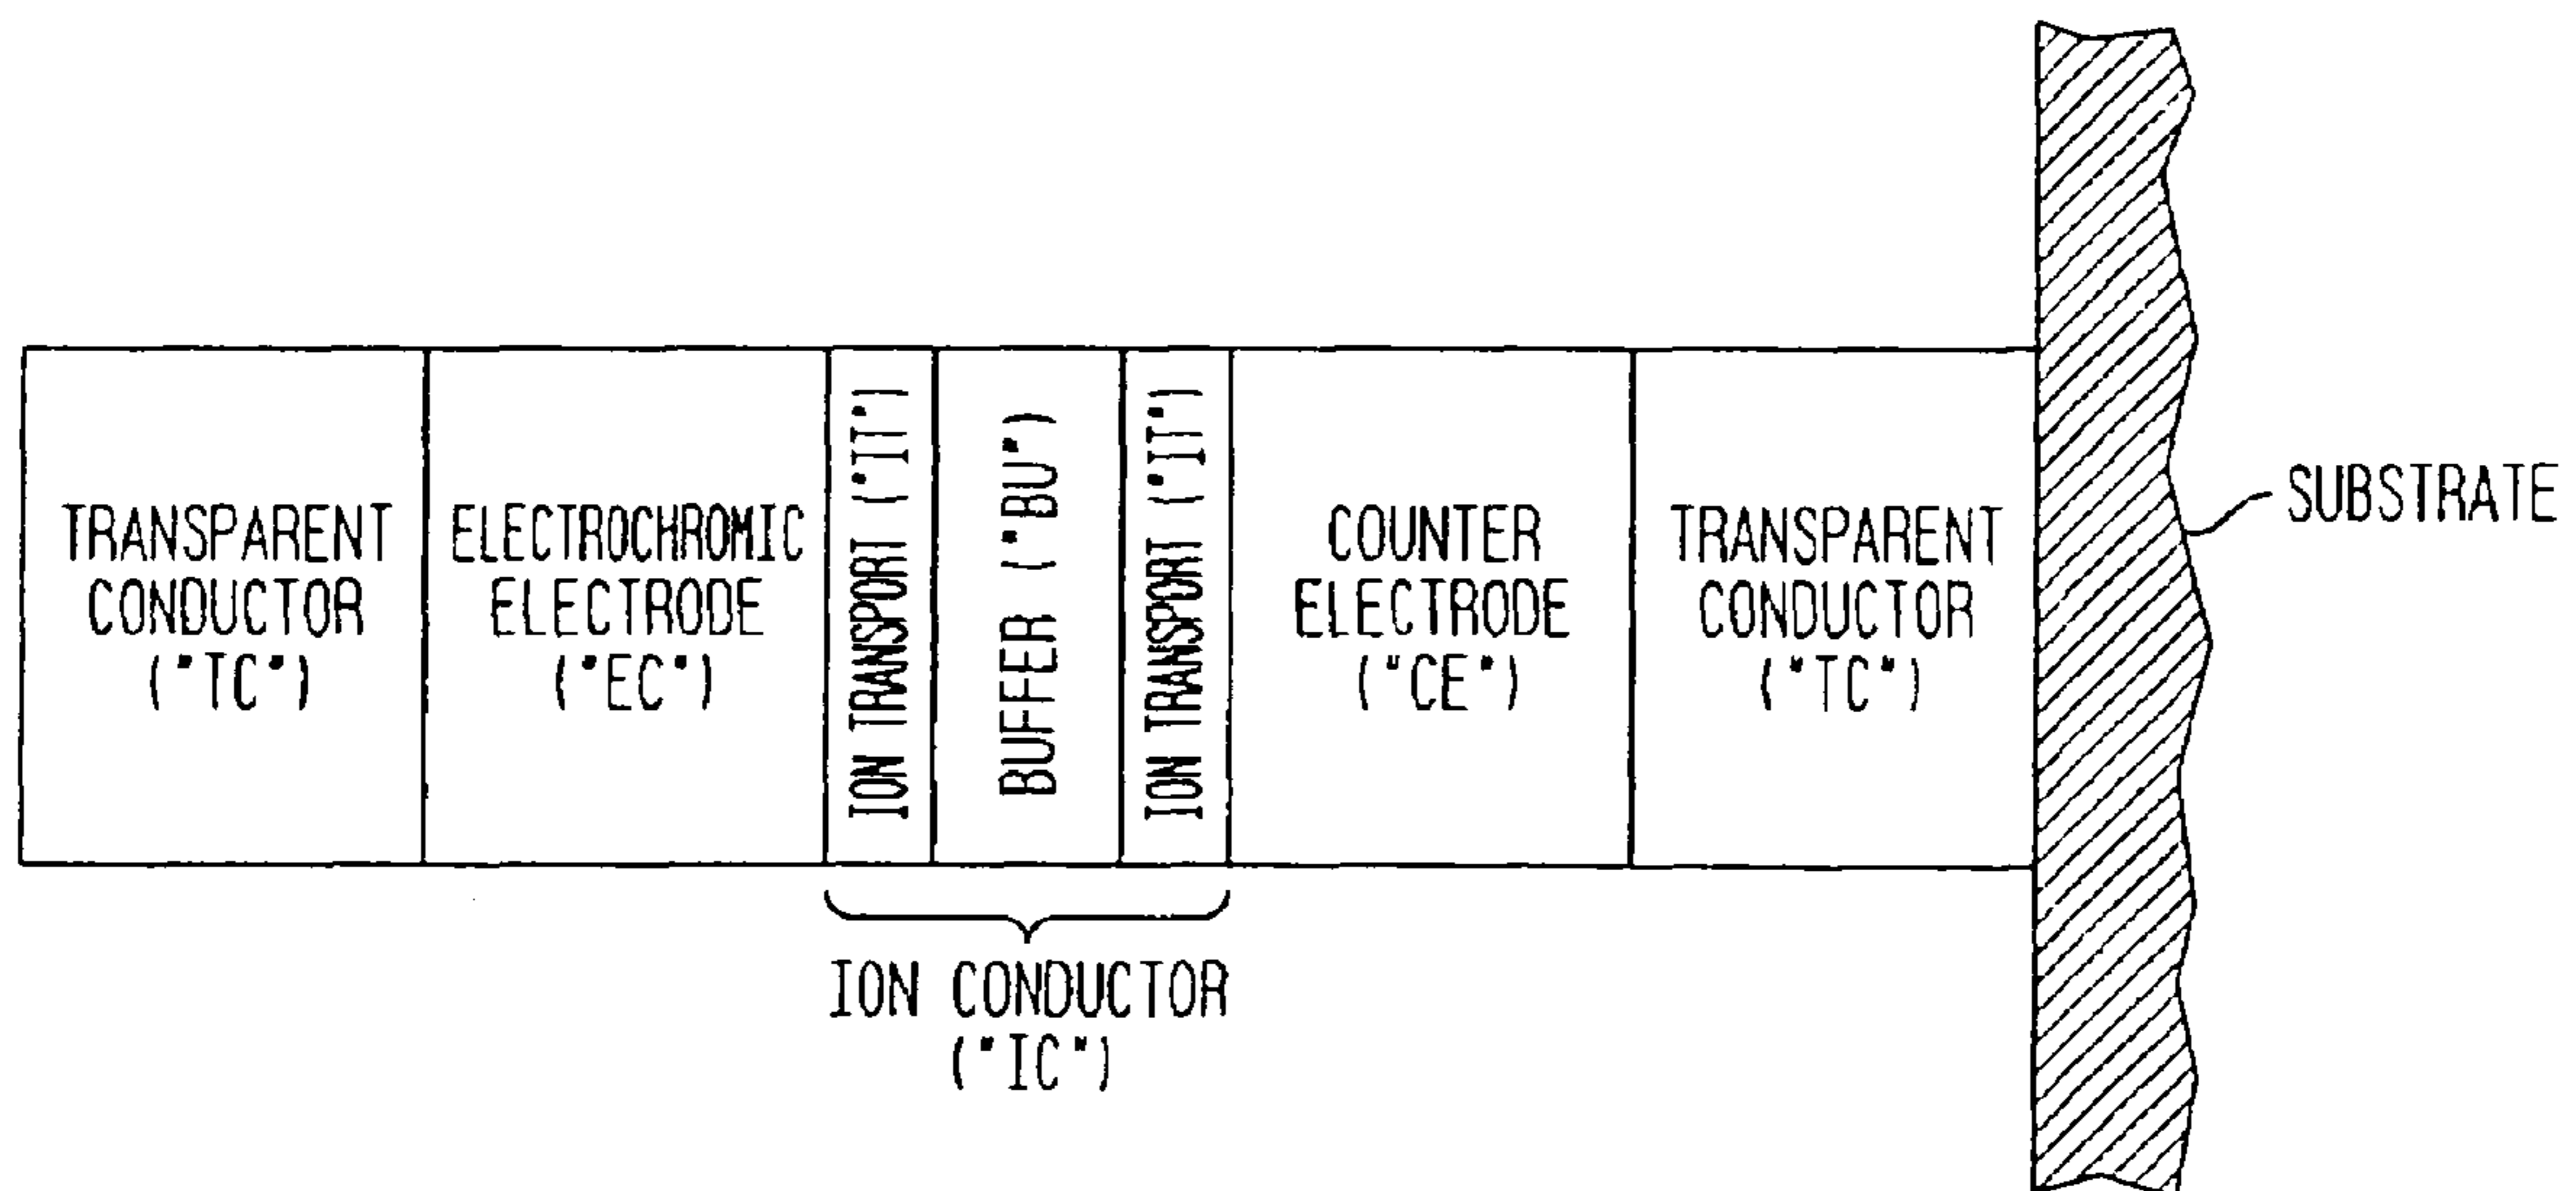 TRANSPARENT
CONDUCTOR
("TC")
ELECTROCHROMIC
ELECTRODE
("EC")
ION TRANSPORT ("IT")
BUFFER ("BU")
ION TRANSPORT ("IT")
COUNTER
ELECTRODE
("CE")
TRANSPARENT
CONDUCTOR
("TC")
SUBSTRATE
ION CONDUCTOR
("IC")